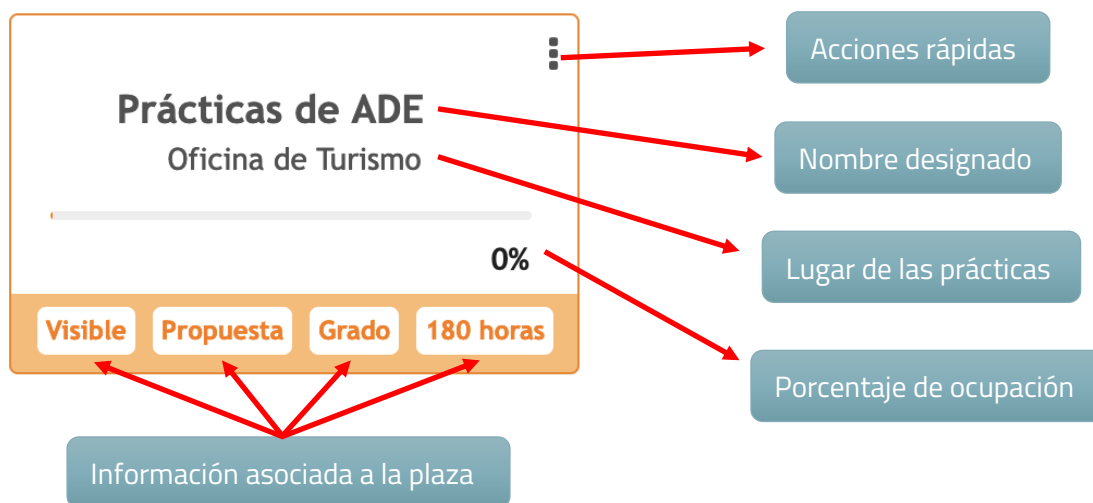 Acciones rápidas
Prácticas de ADE
Nombre designado
Oficina de Turismo
Lugar de las prácticas
0%
Visible
Propuesta
Grado
180 horas
Porcentaje de ocupación
Información asociada a la plaza